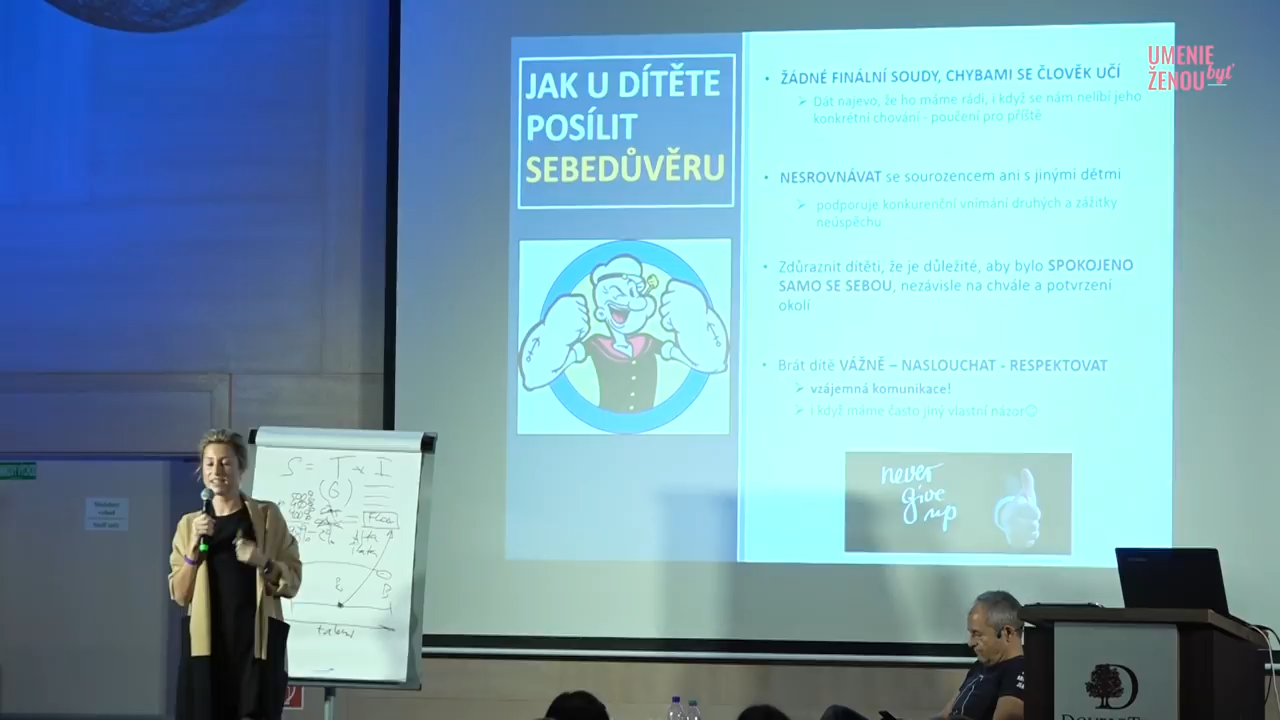 UMENIE
ŽENOU byť
JAK U DÍTĚTE
POSÍLIT
SEBEDŮVĚRU
• ŽÁDNÉ FINÁLNÍ SOUDY, CHYBAMI SE ČLOVĚK UČÍ
➢ Dát najevo, že ho máme rádi, i když se nám nelíbí jeho
konkrétní chování - poučení pro příště
• NESROVNÁVAT se sourozencem ani s jinými dětmi
➢ podporuje konkurenční vnímání druhých a zážitky
neúspěchu
• Zdůraznit dítěti, že je důležité, aby bylo SPOKOJENO
SAMO SE SEBOU, nezávisle na chvále a potvrzení
okolí
• Brát dítě VÁŽNĚ – NASLOUCHAT - RESPEKTOVAT
➢ vzájemná komunikace!
➢ i když máme často jiný vlastní názor☺
never
give
up
S = T x I
(6)
talent
D